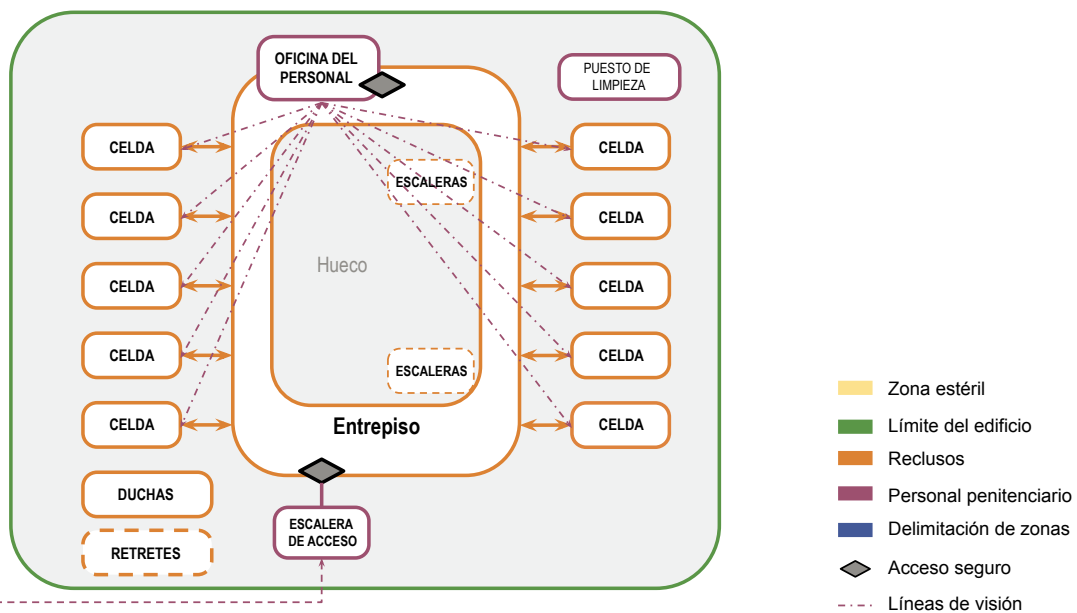 OFICINA DEL
PERSONAL
PUESTO DE
LIMPIEZA
CELDA
CELDA
ESCALERAS
CELDA
CELDA
Hueco
CELDA
CELDA
CELDA
CELDA
ESCALERAS
CELDA
CELDA
Entrepiso
DUCHAS
ESCALERA
DE ACCESO
RETRETES
Zona estéril
Límite del edificio
Reclusos
Personal penitenciario
Delimitación de zonas
Acceso seguro
Líneas de visión